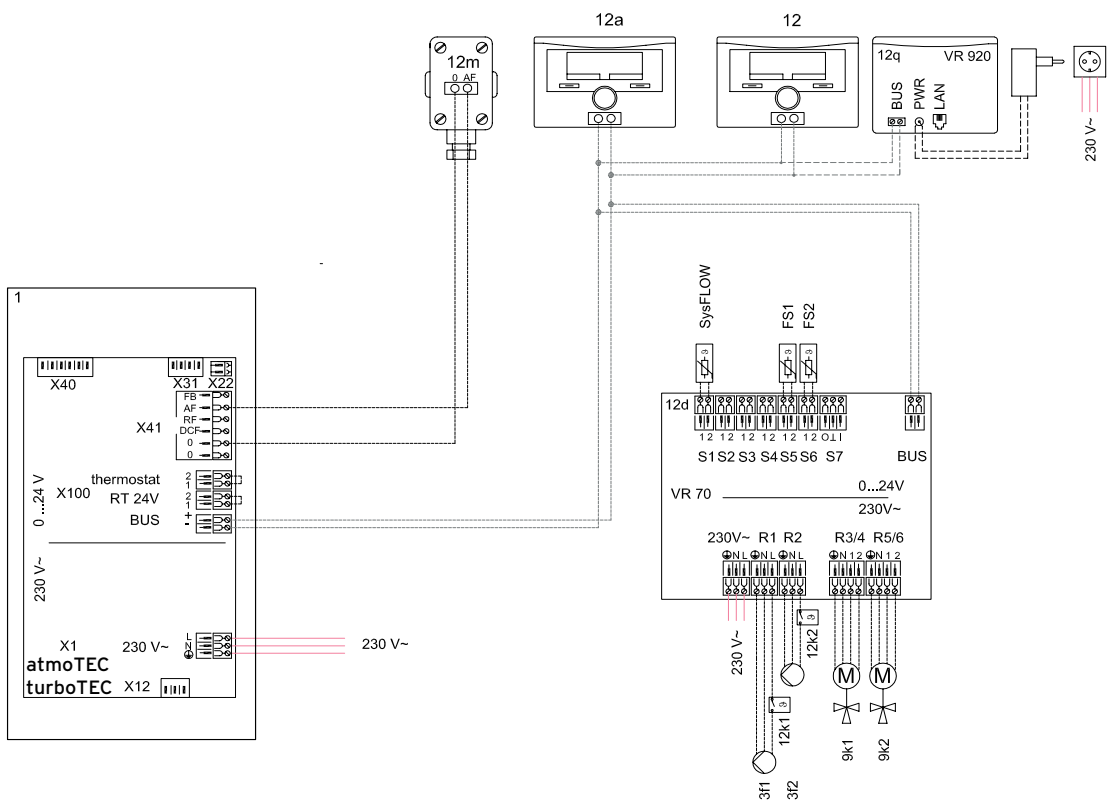 12a
12
12m
0 AF
12q
VR 920
BUS
PWR
LAN
230 V~
1
X40
X31
X22
FB
AF
RF
DCF
0
0
X41
thermostat
2
1
X100
RT 24V
2
1
BUS
+
-
0 ...24 V
230 V~
X1
230 V~
L
N
230 V~
atmoTEC
turboTEC
X12
SysFLOW
FS1
FS2
12d
1 2
1 2
1 2
1 2
1 2
1 2
O⊥I
S1 S2 S3 S4 S5 S6 S7
BUS
VR 70
0...24V
230V~
230V~ R1 R2 R3/4 R5/6
N L
N L
N L
N 1 2
N 1 2
230 V~
12k2
12k1
M
M
9k1
9k2
3f1
3f2